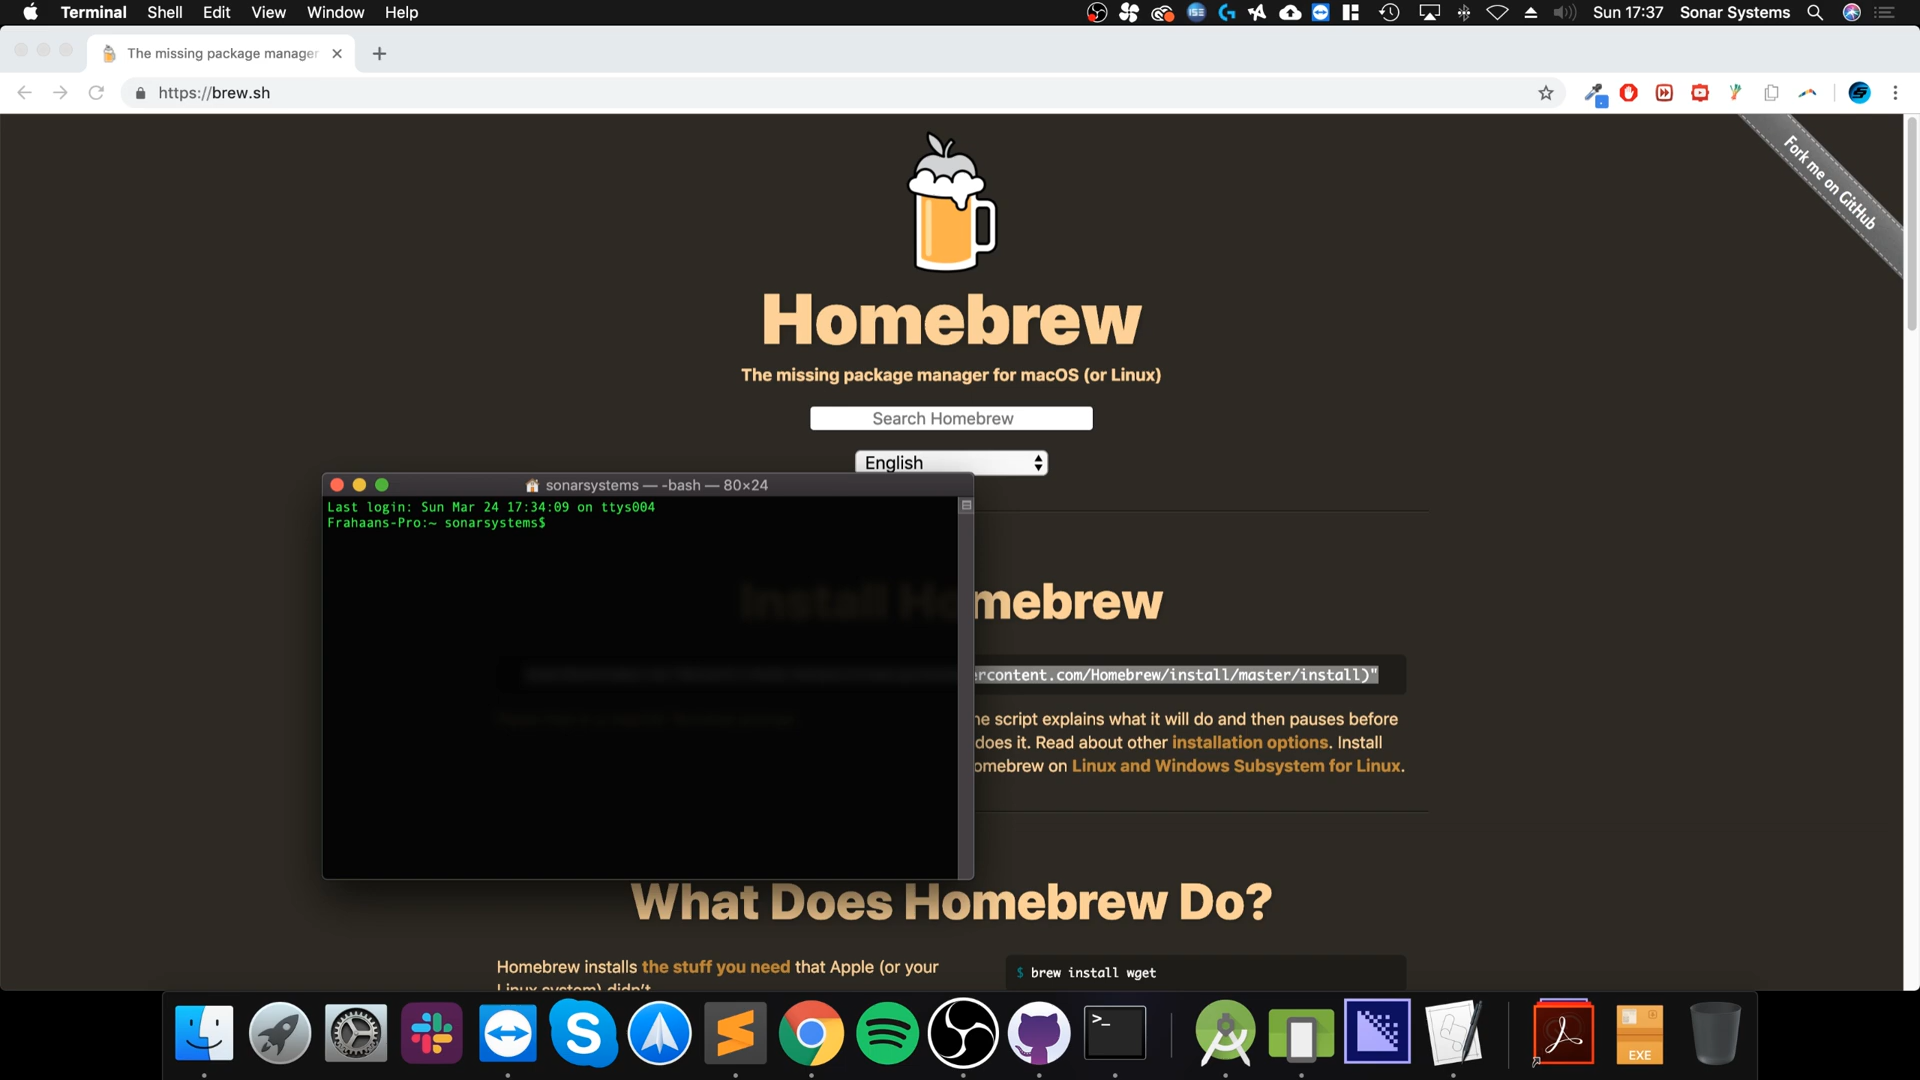 Terminal Shell Edit View Window Help Sun 17:37 Sonar Systems
The missing package manager
https://brew.sh
Fork me on GitHub
Homebrew
The missing package manager for macOS (or Linux)
Search Homebrew
English
sonarsystems — -bash — 80×24
Last login: Sun Mar 24 17:34:09 on ttys004
Frahaans-Pro:~ sonarsystems$
Install Homebrew
rcontent.com/Homebrew/install/master/install)"
script explains what it will do and then pauses before
does it. Read about other installation options. Install
omebrew on Linux and Windows Subsystem for Linux.
What Does Homebrew Do?
Homebrew installs the stuff you need that Apple (or your
Linux system) didn't
$ brew install wget
>_
EXE